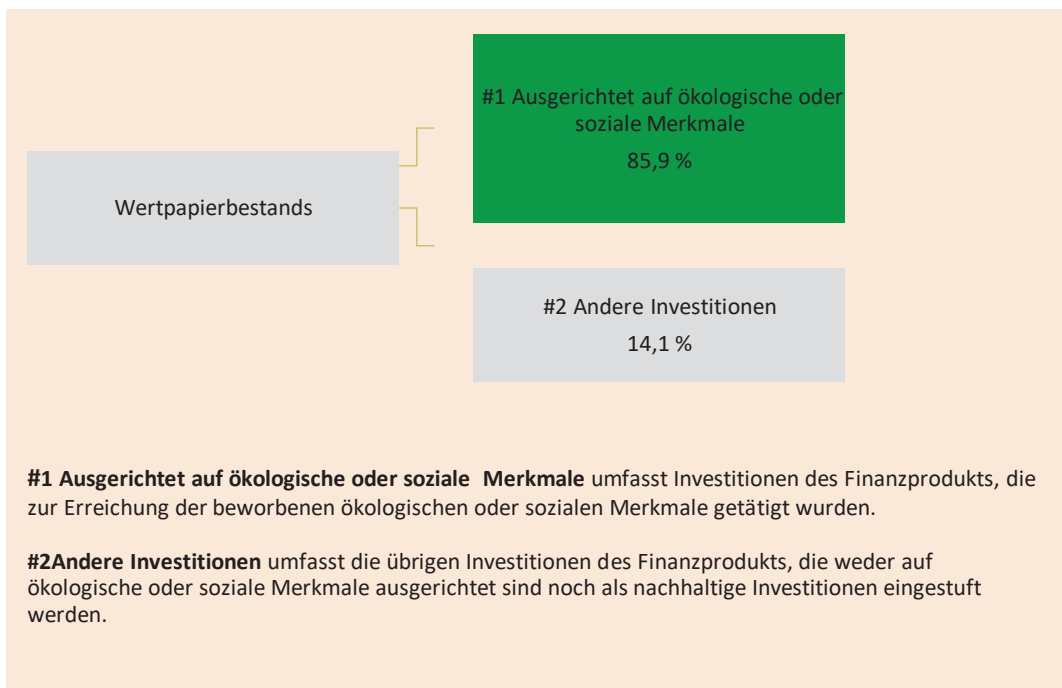 #1 Ausgerichtet auf ökologische oder
soziale Merkmale
85,9 %
Wertpapierbestands
#2 Andere Investitionen
14,1 %
#1 Ausgerichtet auf ökologische oder soziale Merkmale umfasst Investitionen des Finanzprodukts, die
zur Erreichung der beworbenen ökologischen oder sozialen Merkmale getätigt wurden.
#2Andere Investitionen umfasst die übrigen Investitionen des Finanzprodukts, die weder auf
ökologische oder soziale Merkmale ausgerichtet sind noch als nachhaltige Investitionen eingestuft
werden.